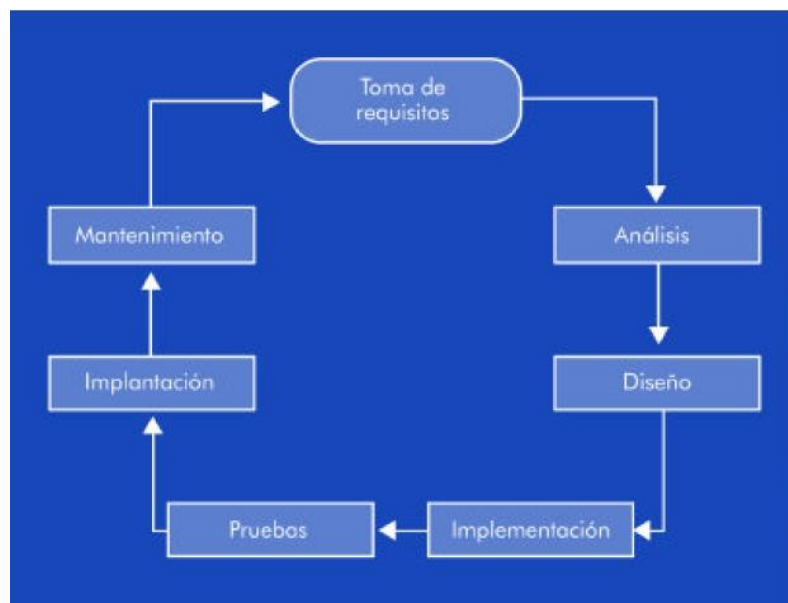 Toma de
requisitos
Análisis
Diseño
Implementación
Pruebas
Implantación
Mantenimiento